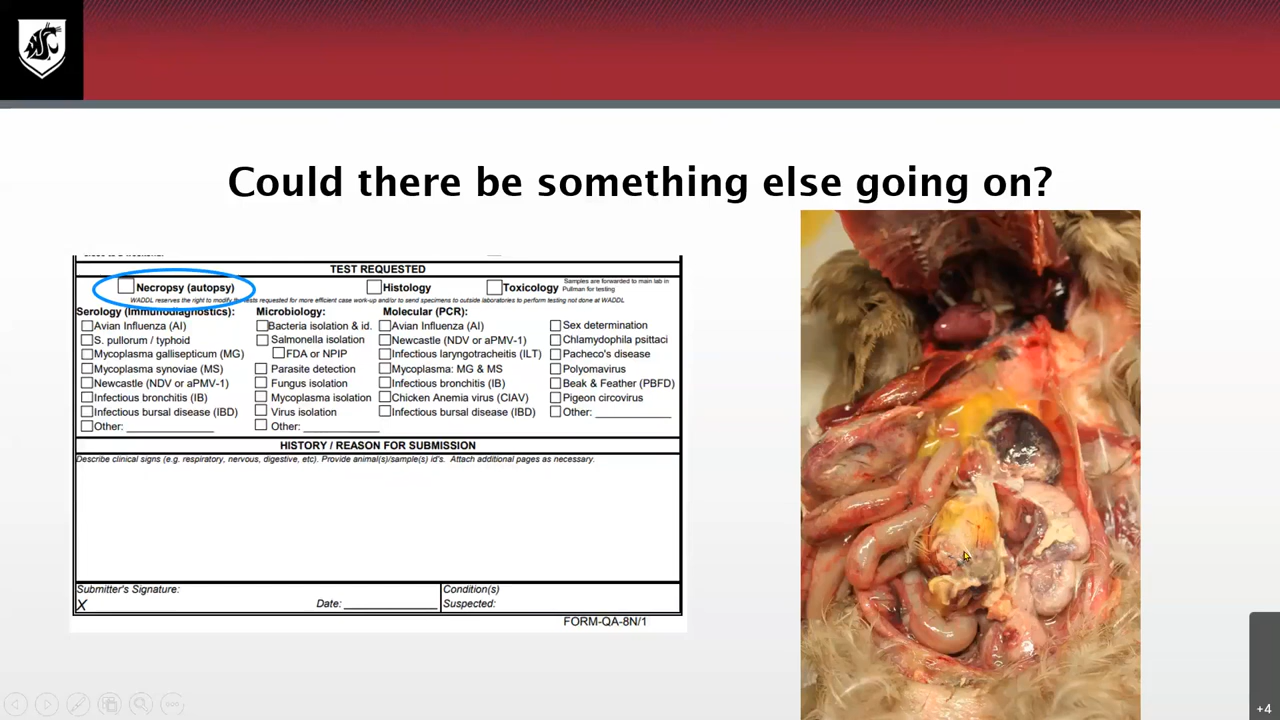 Could there be something else going on?
TEST REQUESTED
Necropsy (autopsy) Histology Toxicology Samples are forwarded to main lab in
Pullman for testing
WADDL reserves the right to modify the tests requested for more efficient case work-up and/or to send specimens to outside laboratories to perform testing not done at WADDL
Serology (Immunodiagnostics):
Avian Influenza (AI)
S. pullorum / typhoid
Mycoplasma gallisepticum (MG)
Mycoplasma synoviae (MS)
Newcastle (NDV or aPMV-1)
Infectious bronchitis (IB)
Infectious bursal disease (IBD)
Other: _______________
Microbiology:
Bacteria isolation & id.
Salmonella isolation
FDA or NPIP
Parasite detection
Fungus isolation
Mycoplasma isolation
Virus isolation
Other: _____________
Molecular (PCR):
Avian Influenza (AI)
Newcastle (NDV or aPMV-1)
Infectious laryngotracheitis (ILT)
Mycoplasma: MG & MS
Infectious bronchitis (IB)
Chicken Anemia virus (CIAV)
Infectious bursal disease (IBD)
Sex determination
Chlamydophila psittaci
Pacheco's disease
Polyomavirus
Beak & Feather (PBFD)
Pigeon circovirus
Other: _____________
HISTORY / REASON FOR SUBMISSION
Describe clinical signs (e.g. respiratory, nervous, digestive, etc). Provide animal(s)/sample(s) id's. Attach additional pages as necessary.
Submitter's Signature:
X Date: _______________
Condition(s)
Suspected:
FORM-QA-8N/1
+4